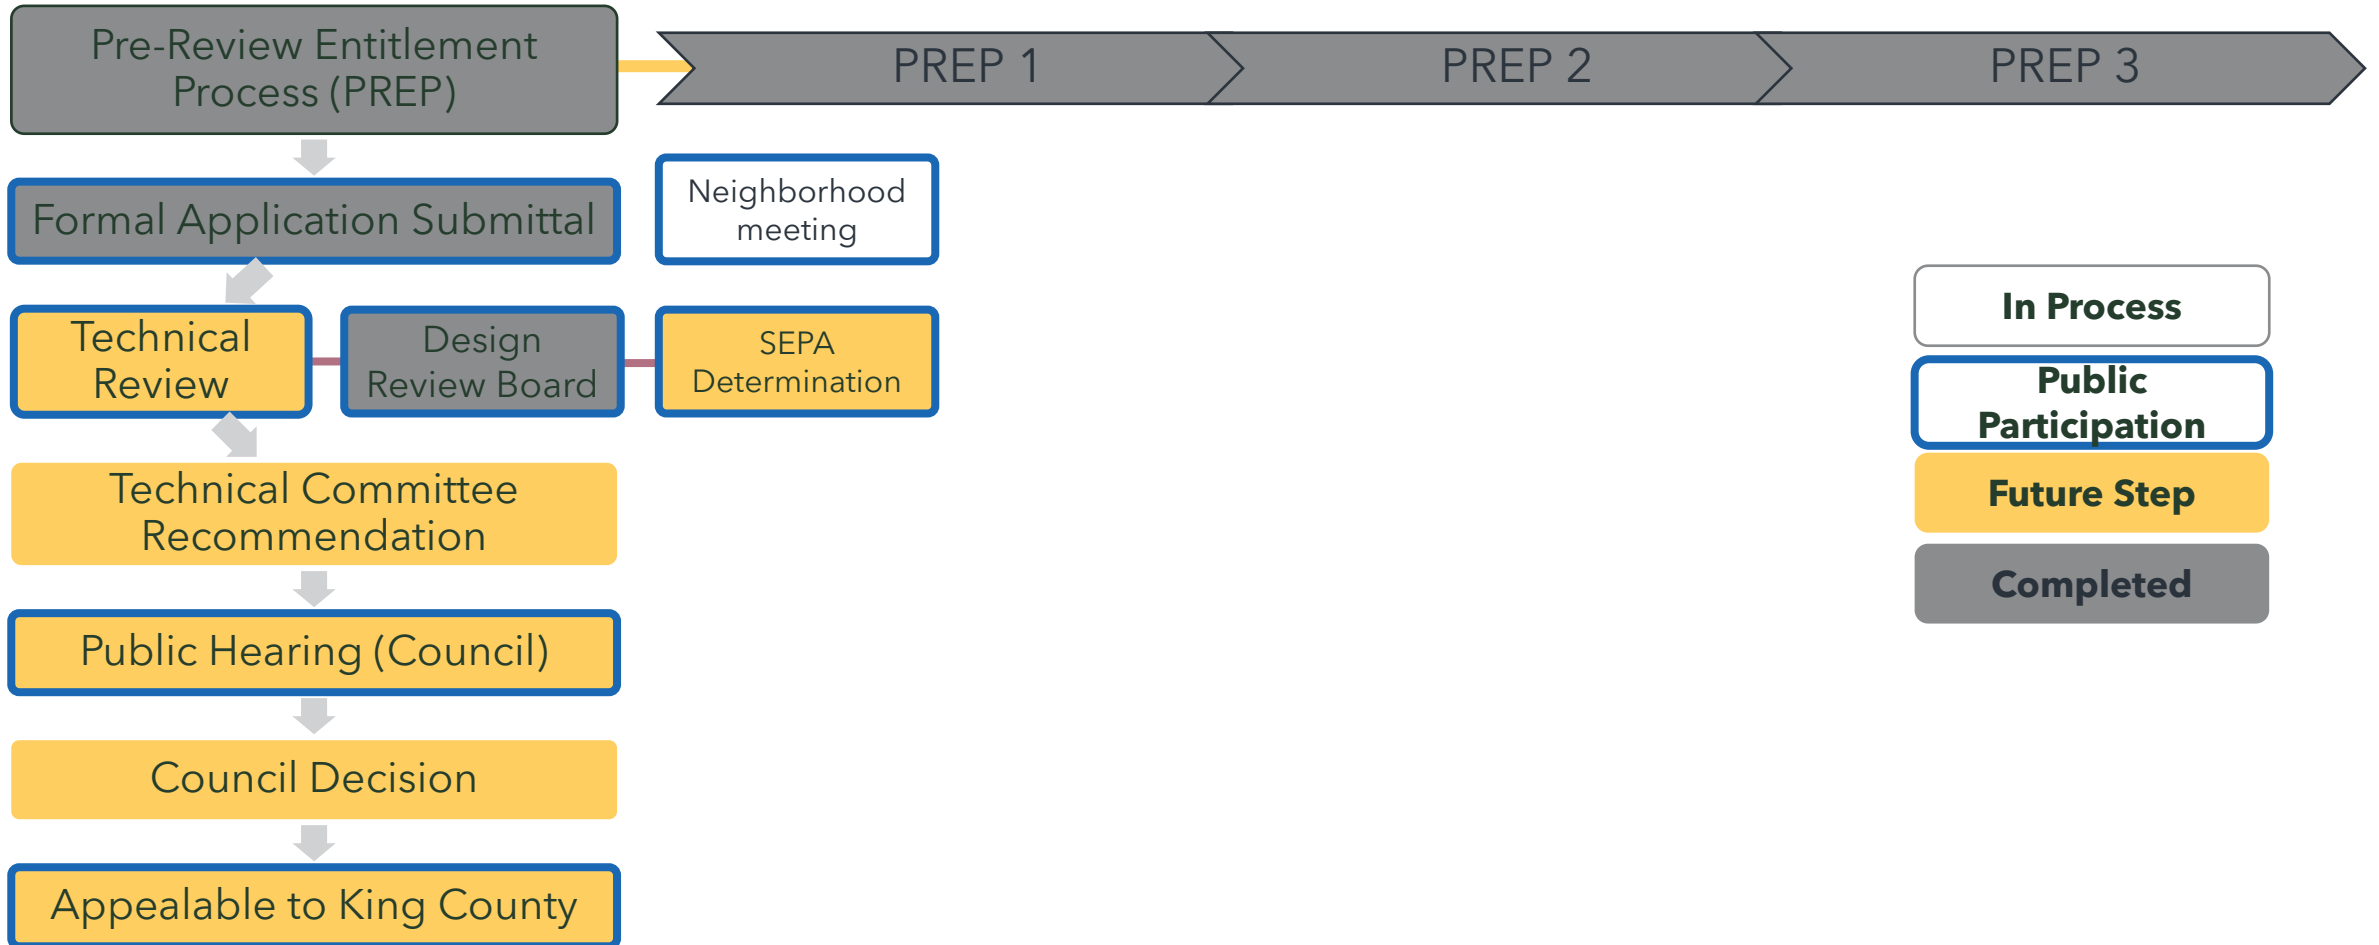 Pre-Review Entitlement
Process (PREP)
PREP 1
PREP 2
PREP 3
Formal Application Submittal
Neighborhood
meeting
Technical
Review
Design
Review Board
SEPA
Determination
Technical Committee
Recommendation
Public Hearing (Council)
Council Decision
Appealable to King County
In Process
Public
Participation
Future Step
Completed